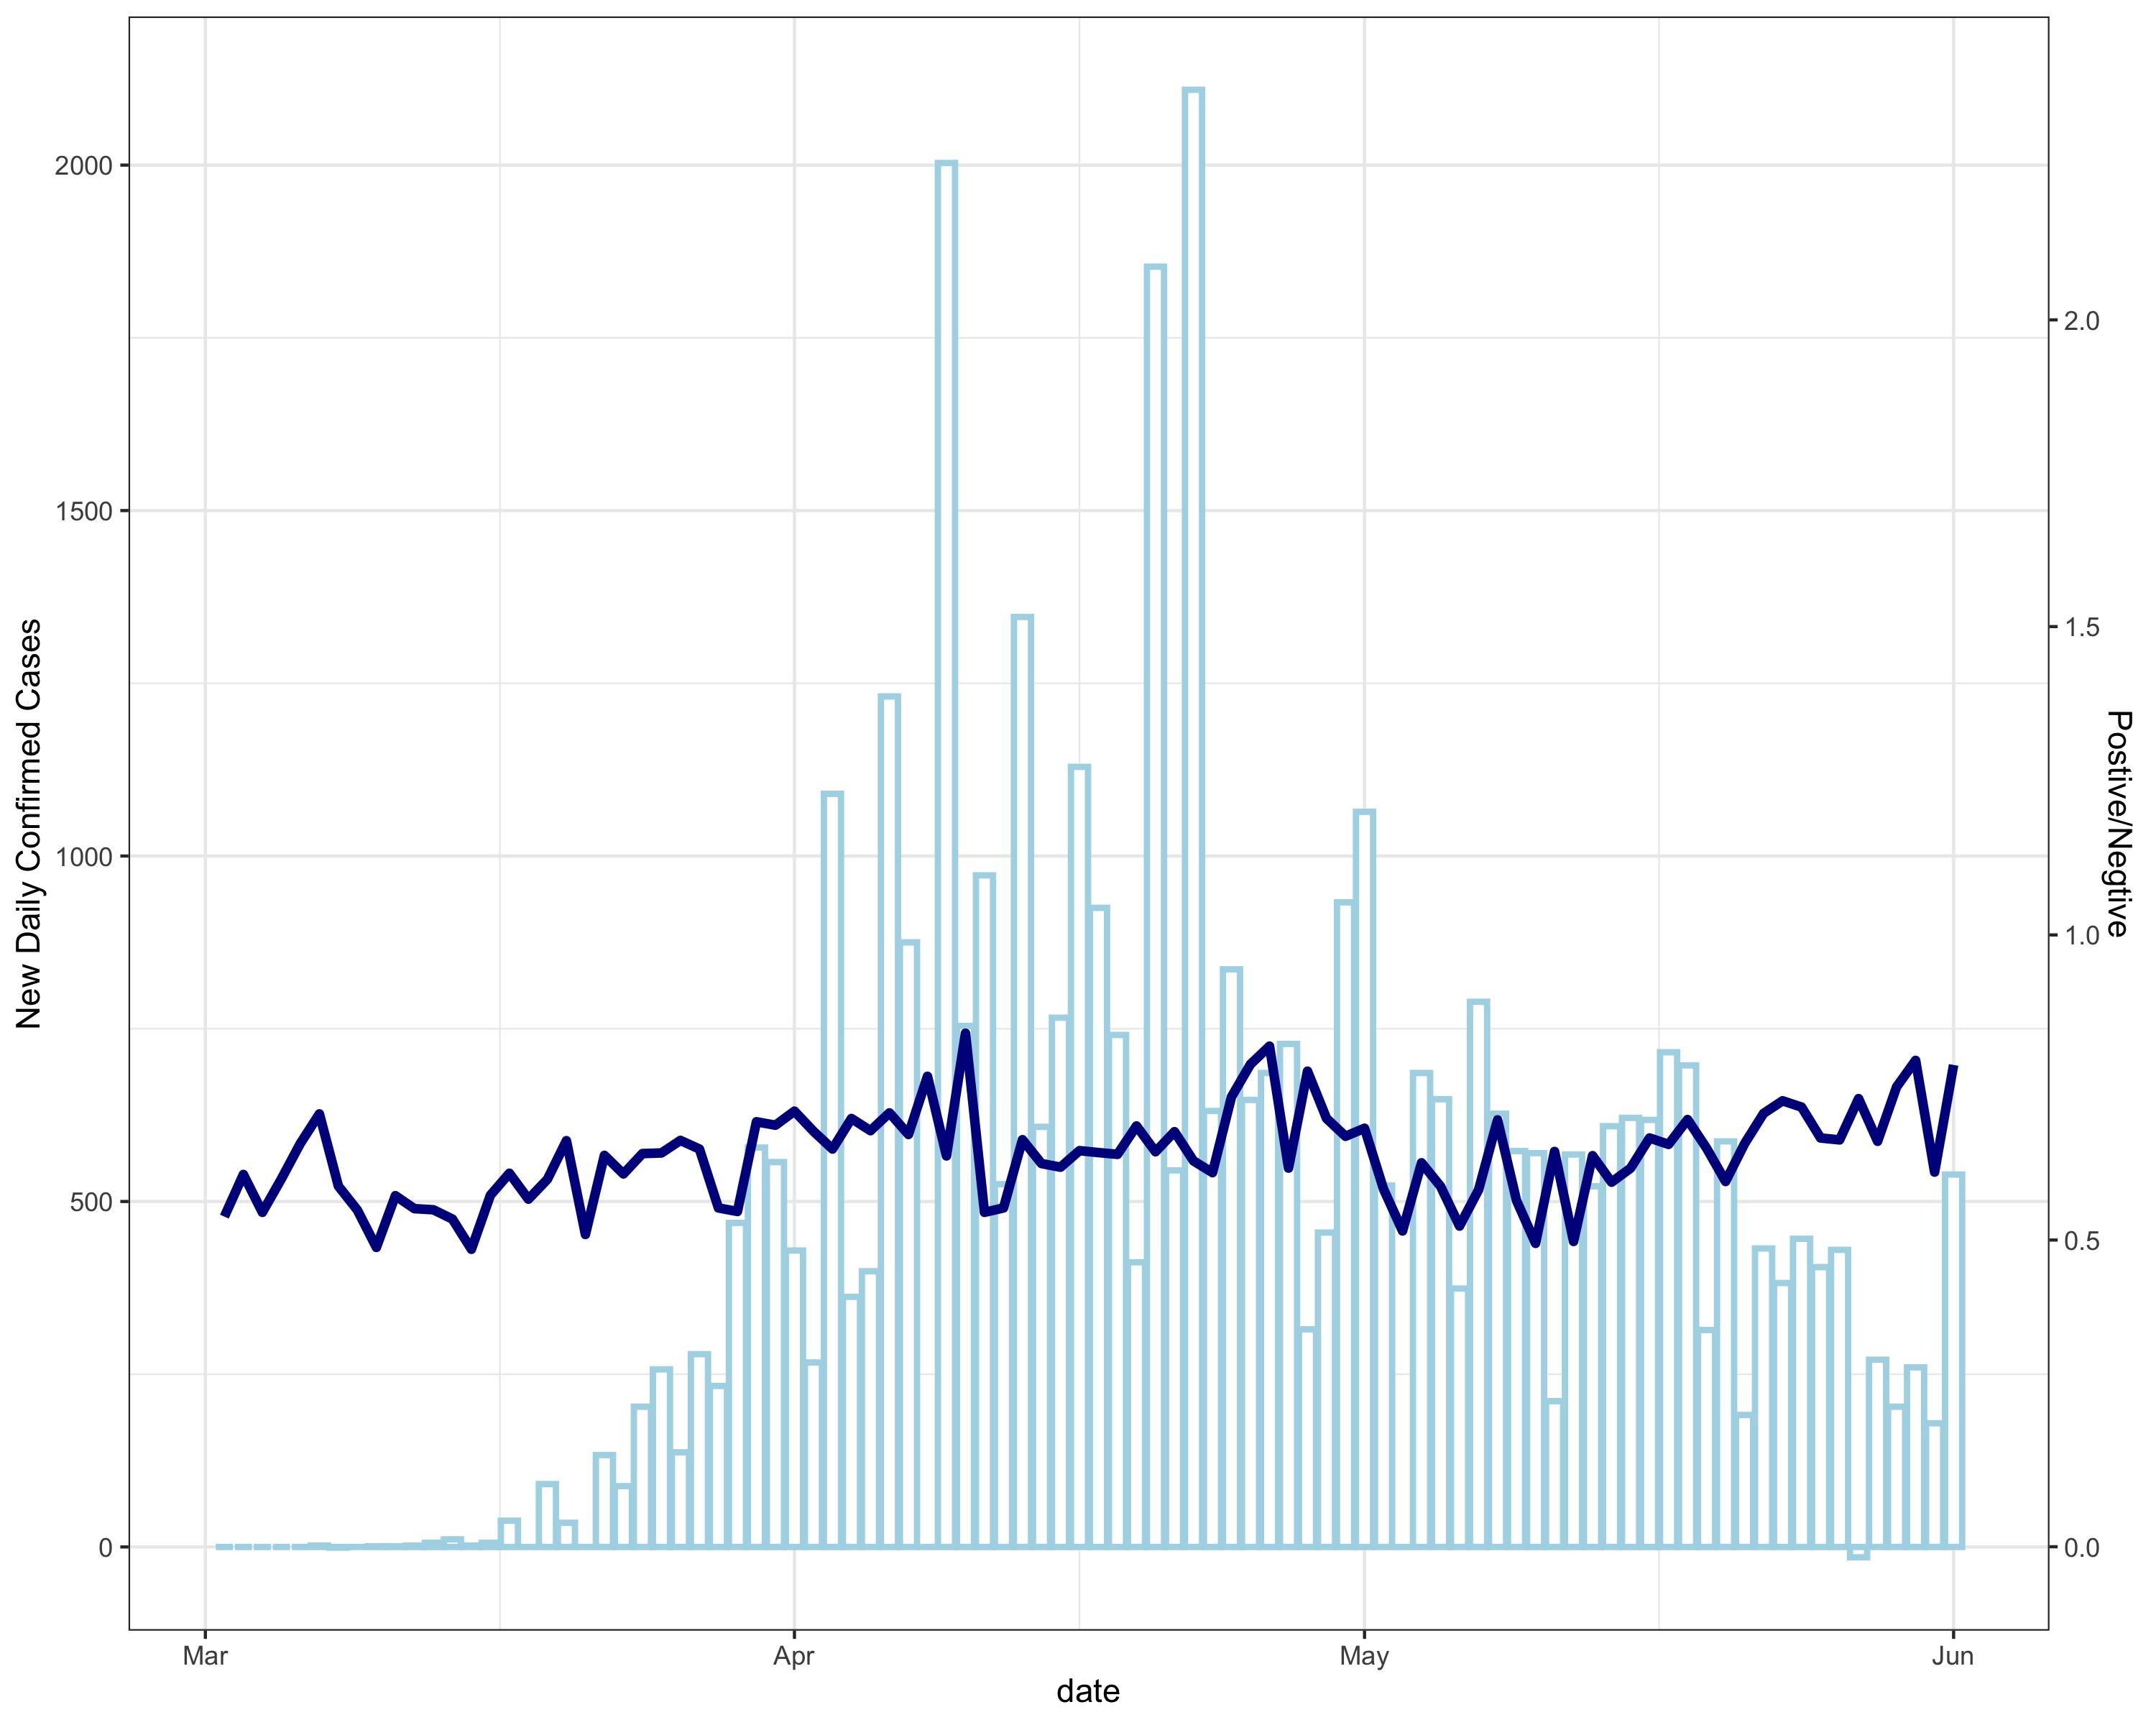 New Daily Confirmed Cases
2000
1500
1000
500
0
2.0
1.5
1.0
0.5
0.0
Postive/Negtive
Mar
Apr
May
Jun
date